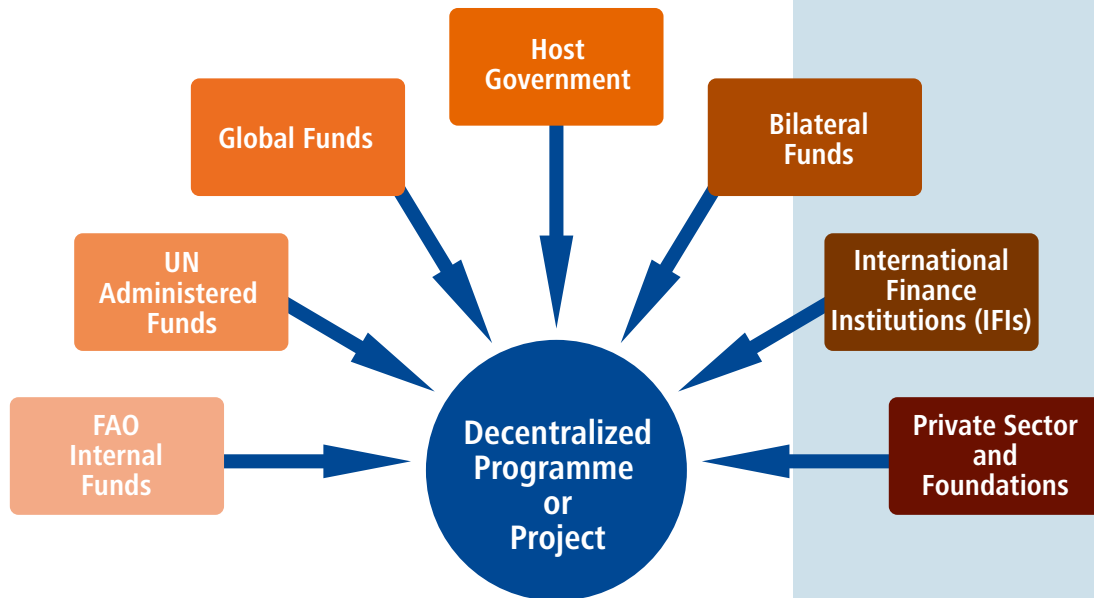 Host
Government
Global Funds
Bilateral
Funds
UN
Administered
Funds
International
Finance
Institutions (IFIs)
FAO
Internal
Funds
Private Sector
and
Foundations
Decentralized
Programme
or
Project